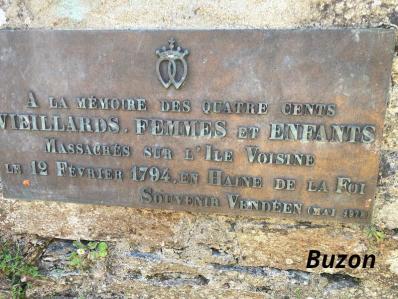 A LA MÉMOIRE DES QUATRE CENTS
VIEILLARDS, FEMMES ET ENFANTS
MASSACRÉS SUR L'ILE VOISINE
LE 12 FÉVRIER 1794, EN HAINE DE LA FOI
SOUVENIR VENDÉEN (MAI
Buzon